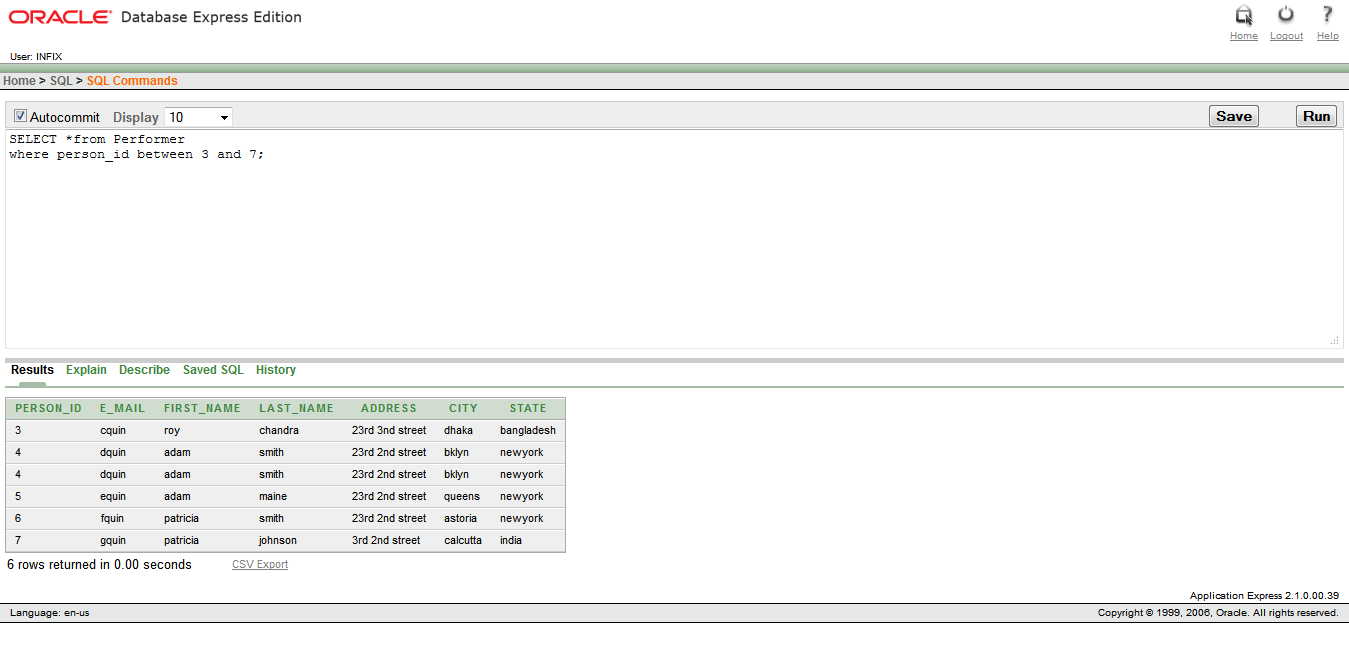 ORACLE® Database Express Edition
Home Logout Help
User: INFIX
Home > SQL > SQL Commands
Autocommit Display 10 Save Run
SELECT *from Performer
where person_id between 3 and 7;
Results Explain Describe Saved SQL History
PERSON_ID E_MAIL FIRST_NAME LAST_NAME ADDRESS CITY STATE
3 cquin roy chandra 23rd 3nd street dhaka bangladesh
4 dquin adam smith 23rd 2nd street bklyn newyork
4 dquin adam smith 23rd 2nd street bklyn newyork
5 equin adam maine 23rd 2nd street queens newyork
6 fquin patricia smith 23rd 2nd street astoria newyork
7 gquin patricia johnson 3rd 2nd street calcutta india
6 rows returned in 0.00 seconds CSV Export
Application Express 2.1.0.00.39
Language: en-us Copyright © 1999, 2006, Oracle. All rights reserved.